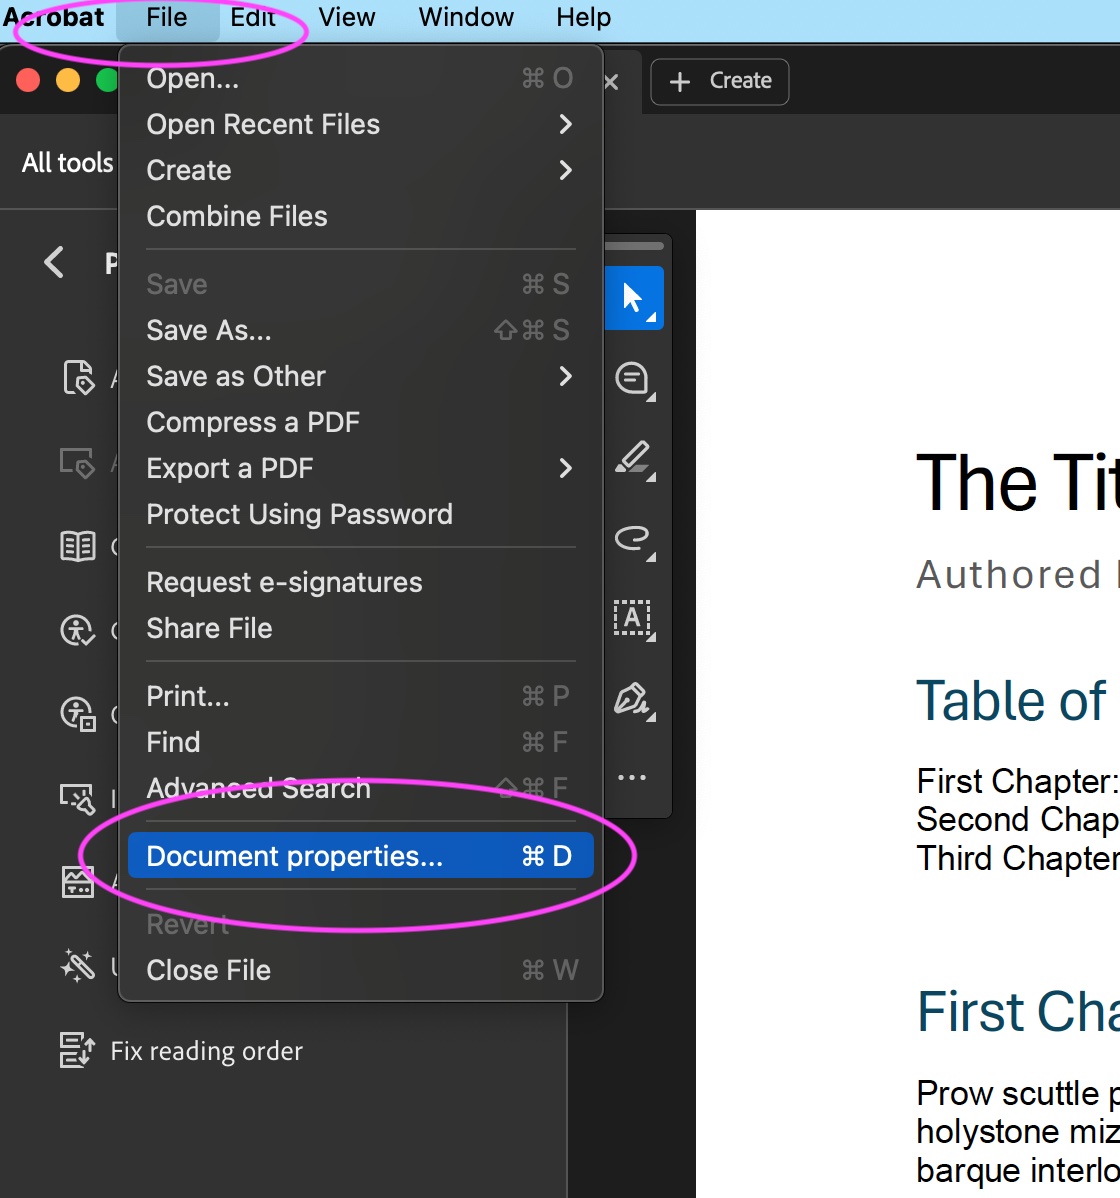 Acrobat File Edit View Window Help
+ Create
All tools
Open... ⌘ O
Open Recent Files
Create
Combine Files
Save ⌘ S
Save As... ⇧⌘ S
Save as Other
Compress a PDF
Export a PDF
Protect Using Password
Request e-signatures
Share File
Print... ⌘ P
Find ⌘ F
Advanced Search ⇧⌘ F
Document properties... ⌘ D
Revert
Close File ⌘ W
Fix reading order
A
The Tit
Authored
Table of
First Chapter:
Second Chap
Third Chapter
First Cha
Prow scuttle p
holystone miz
barque interlo